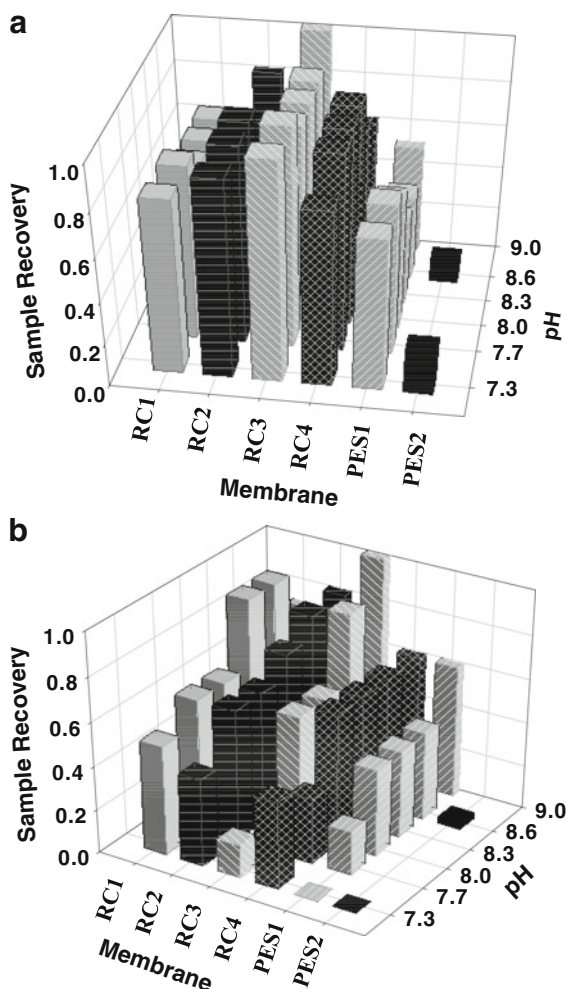 a
Sample Recovery
1.0
0.8
0.6
0.4
0.2
0.0
RC1
RC2
RC3
RC4
PES1
PES2
Membrane
9.0
8.6
8.3
8.0
7.7
7.3
pH
b
Sample Recovery
1.0
0.8
0.6
0.4
0.2
0.0
RC1
RC2
RC3
RC4
PES1
PES2
Membrane
9.0
8.6
8.3
8.0
7.7
7.3
pH